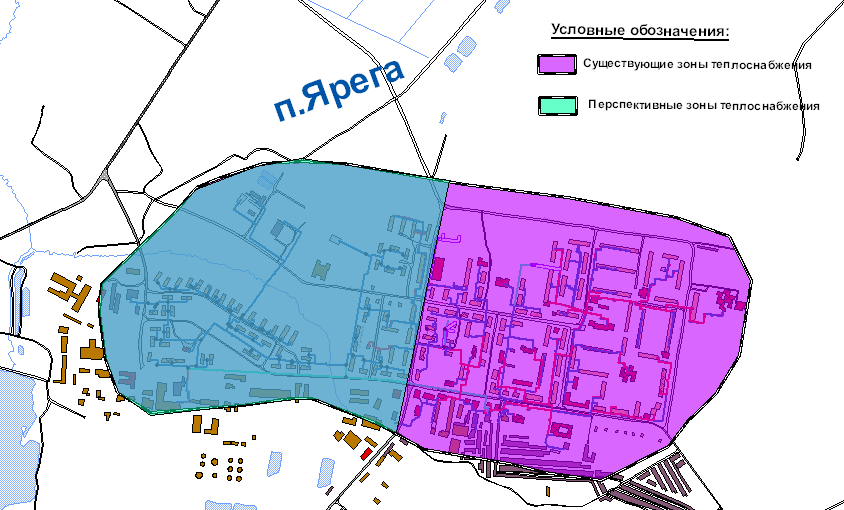 Условные обозначения:
Существующие зоны теплоснабжения
п.Ярега
Перспективные зоны теплоснабжения